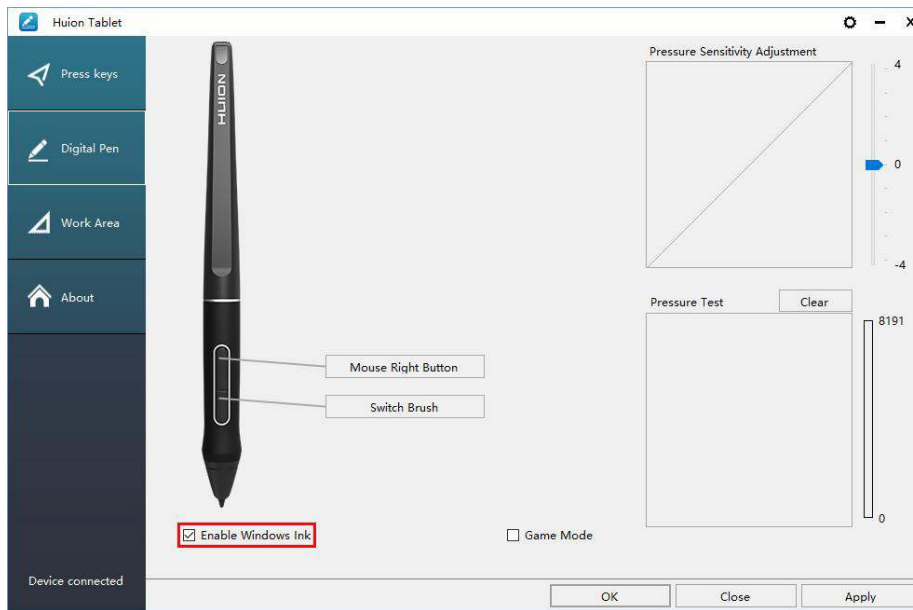 Huion Tablet
Press keys
Digital Pen
Work Area
About
Device connected
HUION
Mouse Right Button
Switch Brush
Enable Windows Ink
Game Mode
Pressure Sensitivity Adjustment
4
0
-4
Pressure Test
Clear
8191
0
OK
Close
Apply